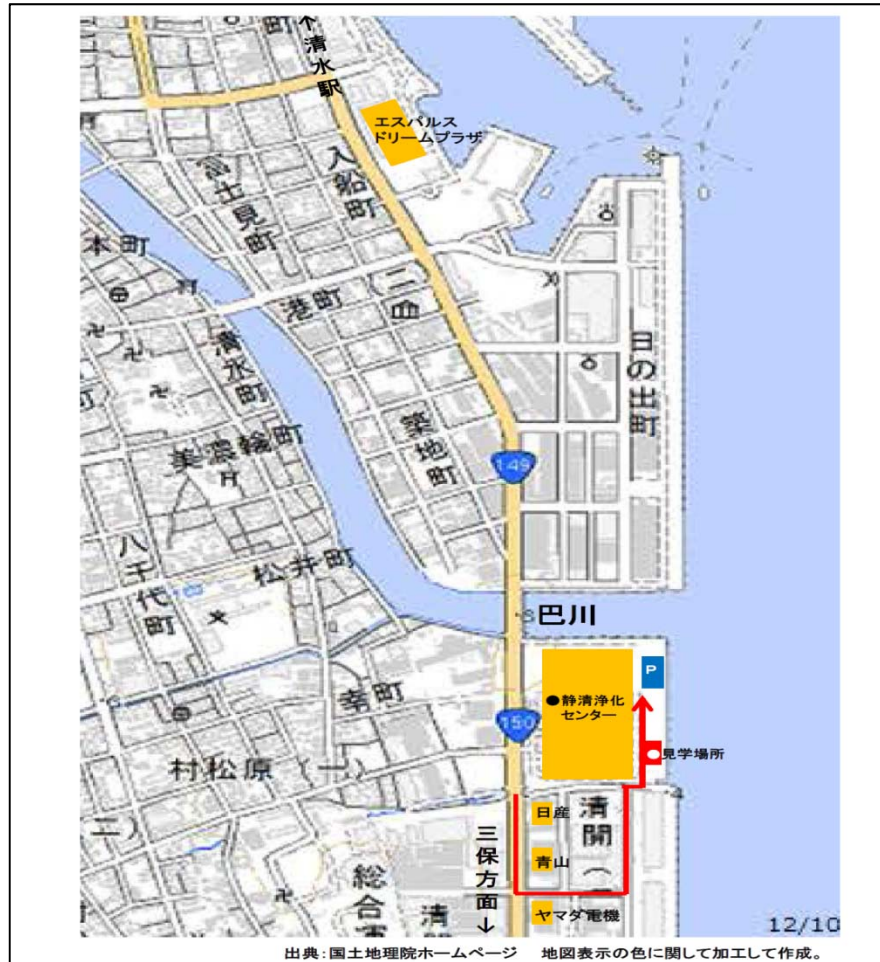 清水駅
エスパルス
ドリームプラザ
入船町
富士見町
本町
港町
(二)
清水町
日の出町
築地町
美濃輪町
149
八千代町
松井町
巴川
P
幸町
●静清浄化
センター
150
見学場所
村松原(一)
日産
清開(
青山
三保方面↓
二)
総合運
清開
ヤマダ電機
12/10
出典:国土地理院ホームページ 地図表示の色に関して加工して作成。